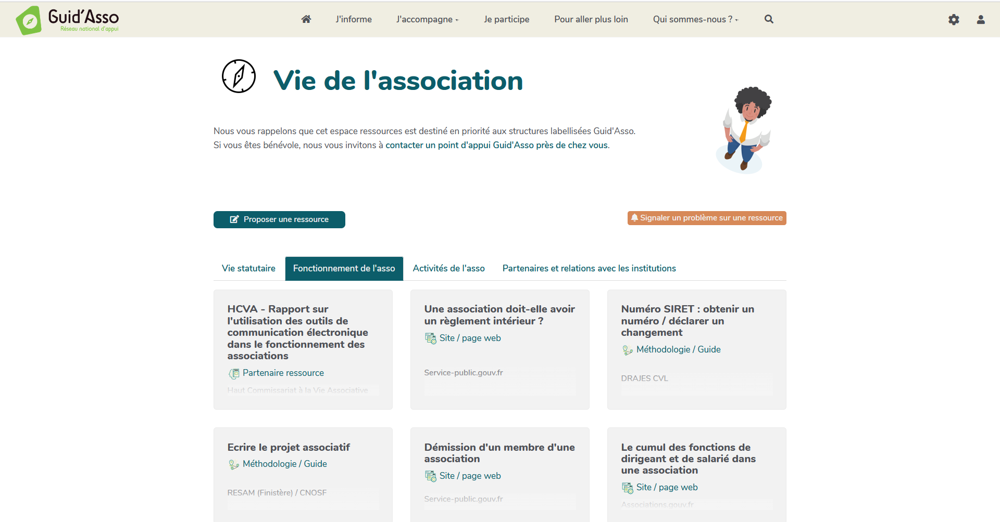 Guid'Asso
Réseau national d'appui
J'informe
J'accompagne
Je participe
Pour aller plus loin
Qui sommes-nous ?
Vie de l'association
Nous vous rappelons que cet espace ressources est destiné en priorité aux structures labellisées Guid'Asso.
Si vous êtes bénévole, nous vous invitons à contacter un point d'appui Guid'Asso près de chez vous.
Proposer une ressource
Signaler un problème sur une ressource
Vie statutaire
Fonctionnement de l'asso
Activités de l'asso
Partenaires et relations avec les institutions
HCVA - Rapport sur
l'utilisation des outils de
communication électronique
dans le fonctionnement des
associations
Partenaire ressource
Haut Commissariat à la Vie Associative
Une association doit-elle avoir
un règlement intérieur ?
Site / page web
Service-public.gouv.fr
Numéro SIRET : obtenir un
numéro / déclarer un
changement
Méthodologie / Guide
DRAJES CVL
Ecrire le projet associatif
Méthodologie / Guide
RESAM (Finistère) / CNOSF
Démission d'un membre d'une
association
Site / page web
Service-public.gouv.fr
Le cumul des fonctions de
dirigeant et de salarié dans
une association
Site / page web
Associations.gouv.fr